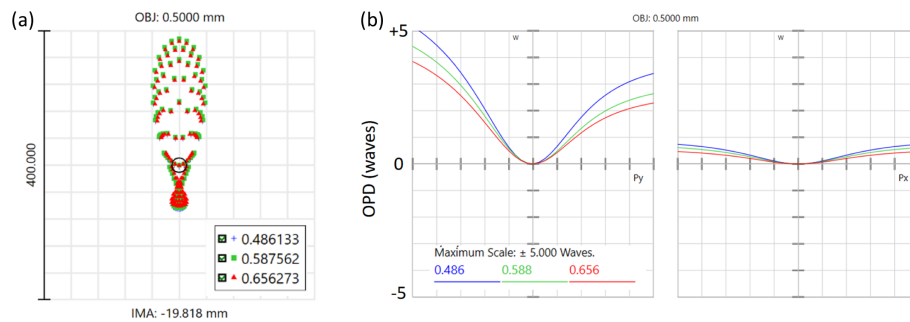 (a)
OBJ: 0.5000 mm
400.000
+ 0.486133
0.587562
0.656273
IMA: -19.818 mm
(b)
OBJ: 0.5000 mm
+5
W
W
OPD (waves)
0
Py
Px
Maximum Scale: ± 5.000 Waves.
0.486 0.588 0.656
-5